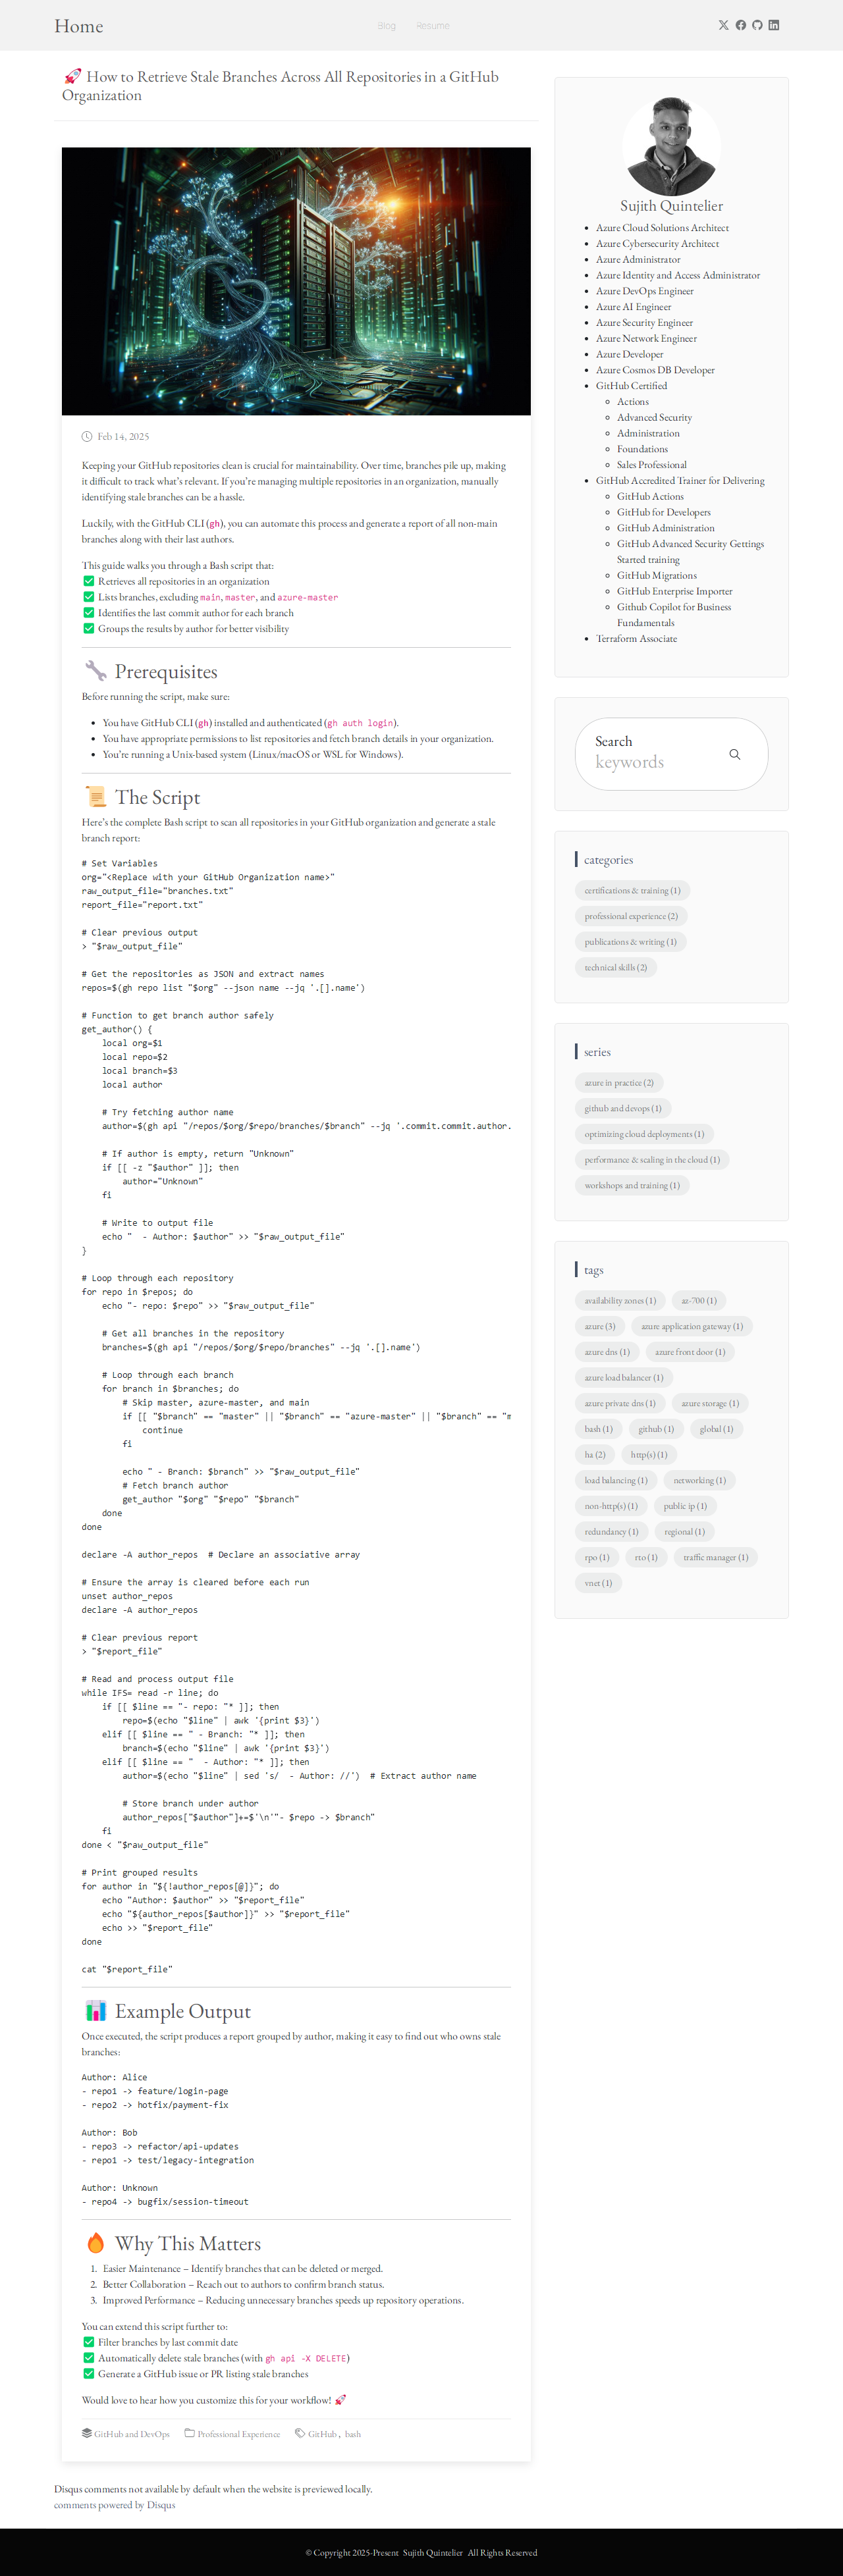 Home
Blog
Resume
🚀 How to Retrieve Stale Branches Across All Repositories in a GitHub
Organization
Feb 14, 2025
Keeping your GitHub repositories clean is crucial for maintainability. Over time, branches pile up, making
it difficult to track what's relevant. If you're managing multiple repositories in an organization, manually
identifying stale branches can be a hassle.
Luckily, with the GitHub CLI (gh), you can automate this process and generate a report of all non-main
branches along with their last authors.
This guide walks you through a Bash script that:
✅ Retrieves all repositories in an organization
✅ Lists branches, excluding main, master, and azure-master
✅ Identifies the last commit author for each branch
✅ Groups the results by author for better visibility
🔧 Prerequisites
Before running the script, make sure:
• You have GitHub CLI (gh) installed and authenticated (gh auth login).
• You have appropriate permissions to list repositories and fetch branch details in your organization.
• You're running a Unix-based system (Linux/macOS or WSL for Windows).
📜 The Script
Here's the complete Bash script to scan all repositories in your GitHub organization and generate a stale
branch report:
# Set Variables
org="<Replace with your GitHub Organization name>"
raw_output_file="branches.txt"
report_file="report.txt"
# Clear previous output
> "$raw_output_file"
# Get the repositories as JSON and extract names
repos=$(gh repo list "$org" --json name --jq '.[].name')
# Function to get branch author safely
get_author() {
    local org=$1
    local repo=$2
    local branch=$3
    local author
    # Try fetching author name
    author=$(gh api "/repos/$org/$repo/branches/$branch" --jq '.commit.commit.author.
    # If author is empty, return "Unknown"
    if [[ -z "$author" ]]; then
        author="Unknown"
    fi
    # Write to output file
    echo "  - Author: $author" >> "$raw_output_file"
}
# Loop through each repository
for repo in $repos; do
    echo "- repo: $repo" >> "$raw_output_file"
    # Get all branches in the repository
    branches=$(gh api "/repos/$org/$repo/branches" --jq '.[].name')
    # Loop through each branch
    for branch in $branches; do
        # Skip master, azure-master, and main
        if [[ "$branch" == "master" || "$branch" == "azure-master" || "$branch" == "m
            continue
        fi
        echo " - Branch: $branch" >> "$raw_output_file"
        # Fetch branch author
        get_author "$org" "$repo" "$branch"
    done
done
declare -A author_repos  # Declare an associative array
# Ensure the array is cleared before each run
unset author_repos
declare -A author_repos
# Clear previous report
> "$report_file"
# Read and process output file
while IFS= read -r line; do
    if [[ $line == "- repo: "* ]]; then
        repo=$(echo "$line" | awk '{print $3}')
    elif [[ $line == " - Branch: "* ]]; then
        branch=$(echo "$line" | awk '{print $3}')
    elif [[ $line == "  - Author: "* ]]; then
        author=$(echo "$line" | sed 's/  - Author: //')  # Extract author name
        # Store branch under author
        author_repos["$author"]+=$'\n'"- $repo -> $branch"
    fi
done < "$raw_output_file"
# Print grouped results
for author in "${!author_repos[@]}"; do
    echo "Author: $author" >> "$report_file"
    echo "${author_repos[$author]}" >> "$report_file"
    echo >> "$report_file"
done
cat "$report_file"
📊 Example Output
Once executed, the script produces a report grouped by author, making it easy to find out who owns stale
branches:
Author: Alice
- repo1 -> feature/login-page
- repo2 -> hotfix/payment-fix
Author: Bob
- repo3 -> refactor/api-updates
- repo1 -> test/legacy-integration
Author: Unknown
- repo4 -> bugfix/session-timeout
🔥 Why This Matters
1. Easier Maintenance – Identify branches that can be deleted or merged.
2. Better Collaboration – Reach out to authors to confirm branch status.
3. Improved Performance – Reducing unnecessary branches speeds up repository operations.
You can extend this script further to:
✅ Filter branches by last commit date
✅ Automatically delete stale branches (with gh api -X DELETE)
✅ Generate a GitHub issue or PR listing stale branches
Would love to hear how you customize this for your workflow! 🚀
GitHub and DevOps
Professional Experience
GitHub , bash
Disqus comments not available by default when the website is previewed locally.
comments powered by Disqus
Sujith Quintelier
• Azure Cloud Solutions Architect
• Azure Cybersecurity Architect
• Azure Administrator
• Azure Identity and Access Administrator
• Azure DevOps Engineer
• Azure AI Engineer
• Azure Security Engineer
• Azure Network Engineer
• Azure Developer
• Azure Cosmos DB Developer
• GitHub Certified
◦ Actions
◦ Advanced Security
◦ Administration
◦ Foundations
◦ Sales Professional
• GitHub Accredited Trainer for Delivering
◦ GitHub Actions
◦ GitHub for Developers
◦ GitHub Administration
◦ GitHub Advanced Security Gettings
Started training
◦ GitHub Migrations
◦ GitHub Enterprise Importer
◦ Github Copilot for Business
Fundamentals
• Terraform Associate
Search
keywords
categories
certifications & training (1)
professional experience (2)
publications & writing (1)
technical skills (2)
series
azure in practice (2)
github and devops (1)
optimizing cloud deployments (1)
performance & scaling in the cloud (1)
workshops and training (1)
tags
availability zones (1) az-700 (1)
azure (3) azure application gateway (1)
azure dns (1) azure front door (1)
azure load balancer (1)
azure private dns (1) azure storage (1)
bash (1) github (1) global (1)
ha (2) http(s) (1)
load balancing (1) networking (1)
non-http(s) (1) public ip (1)
redundancy (1) regional (1)
rpo (1) rto (1) traffic manager (1)
vnet (1)
© Copyright 2025-Present Sujith Quintelier All Rights Reserved